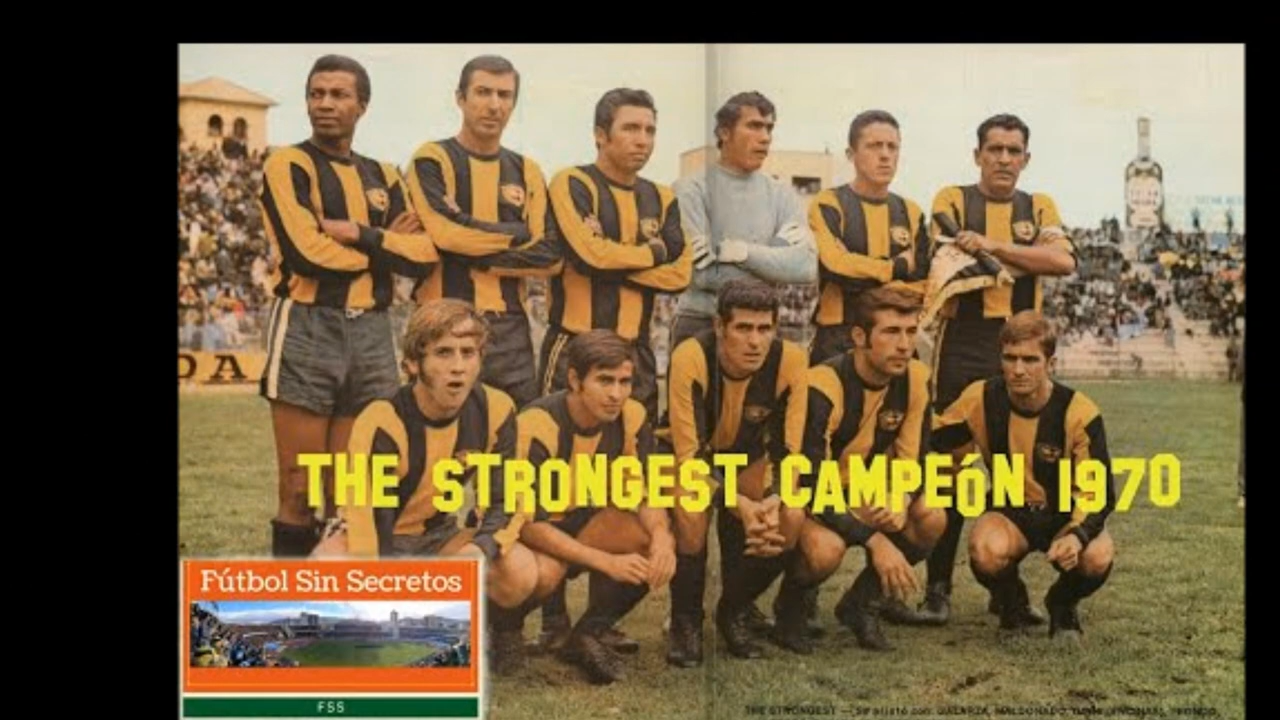 DA
THE STRONGEST CAMPEÓN 1970
Fútbol Sin Secretos
FSS
THE STRONGEST —